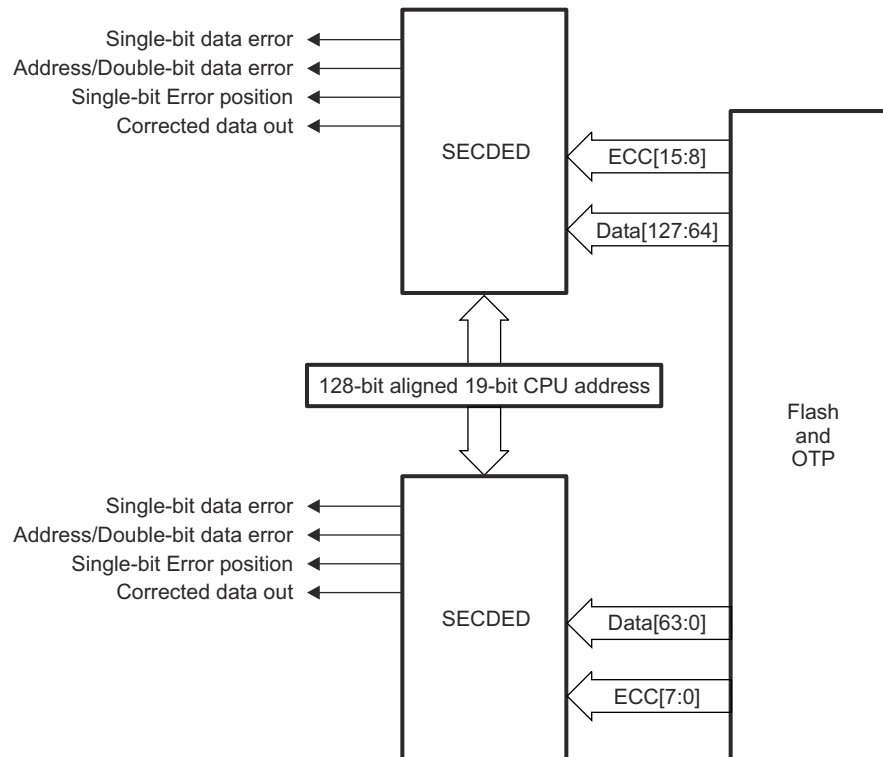 Single-bit data error
Address/Double-bit data error
Single-bit Error position
Corrected data out
SECDED
ECC[15:8]
Data[127:64]
128-bit aligned 19-bit CPU address
Flash
and
OTP
Single-bit data error
Address/Double-bit data error
Single-bit Error position
Corrected data out
SECDED
Data[63:0]
ECC[7:0]